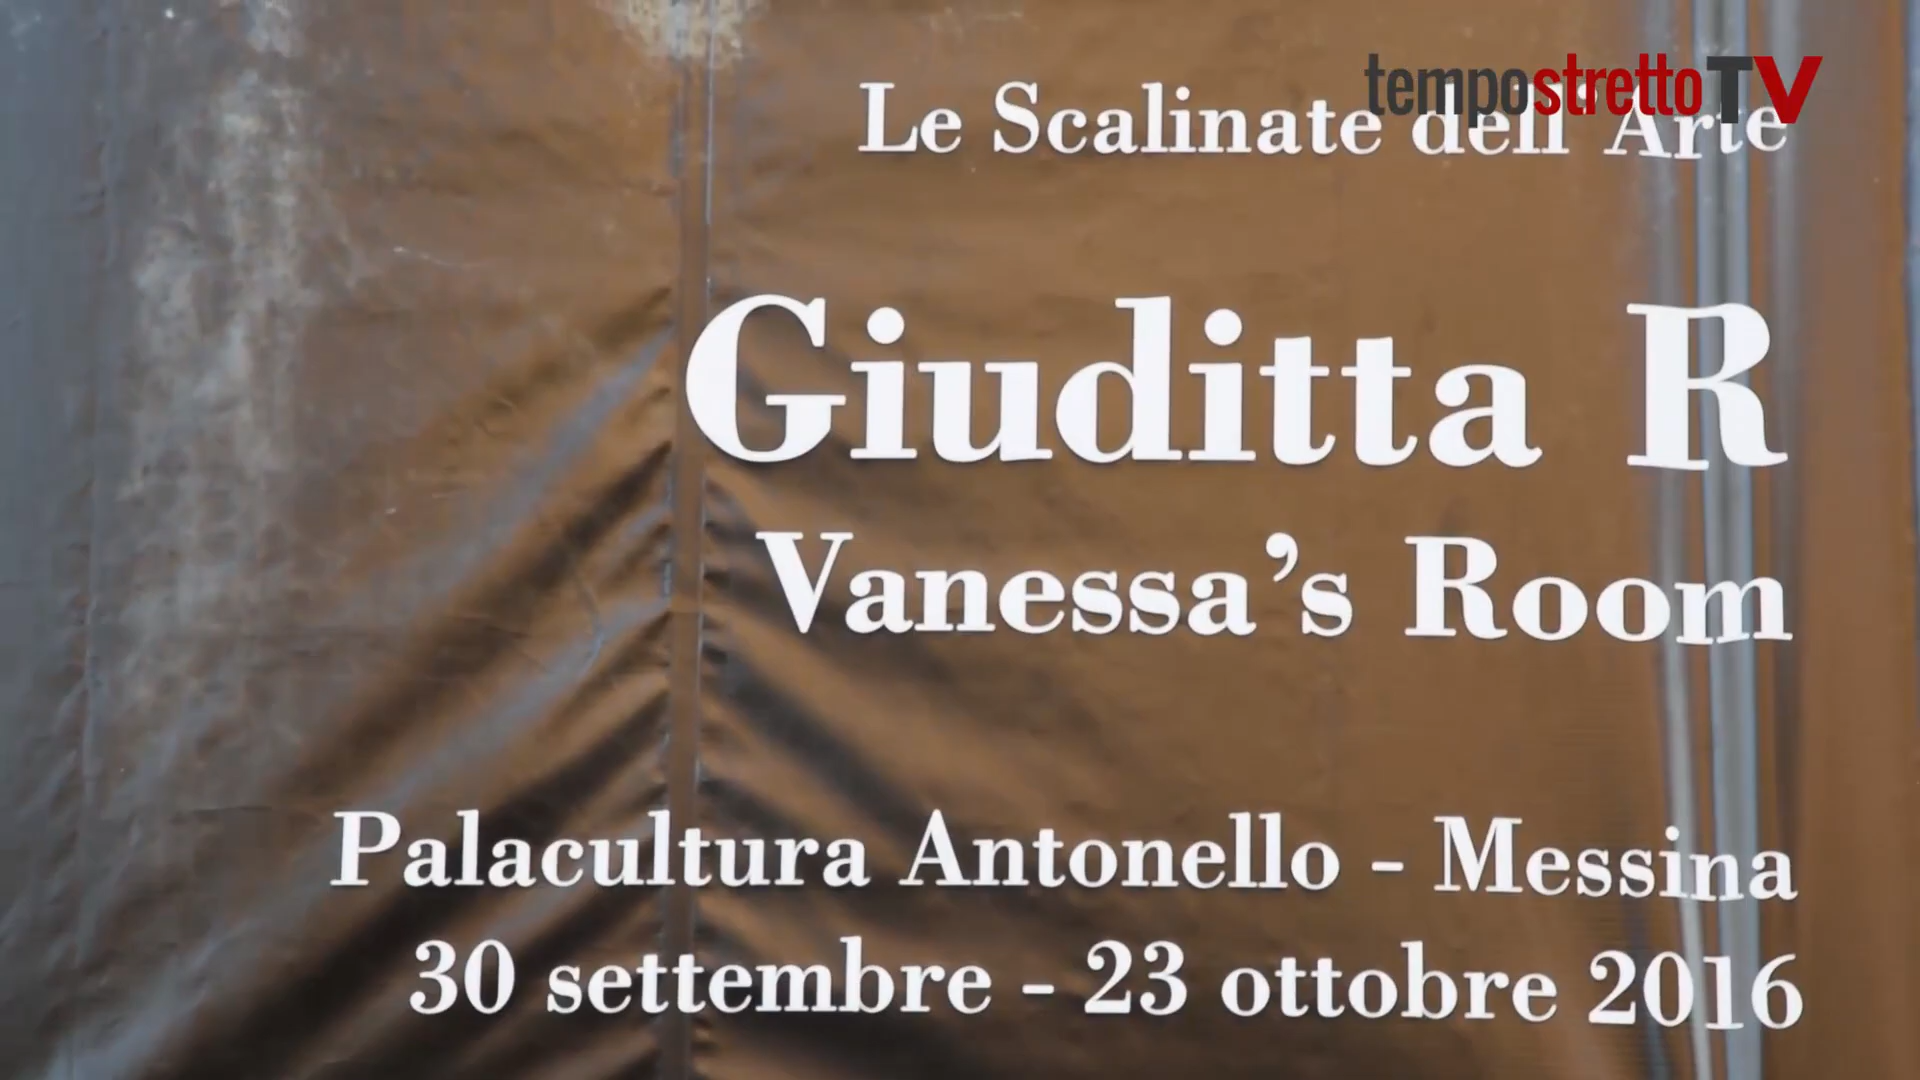 tempostrettoTV
Le Scalinate dell'Arte
Giuditta R
Vanessa's Room
Palacultura Antonello - Messina
30 settembre - 23 ottobre 2016